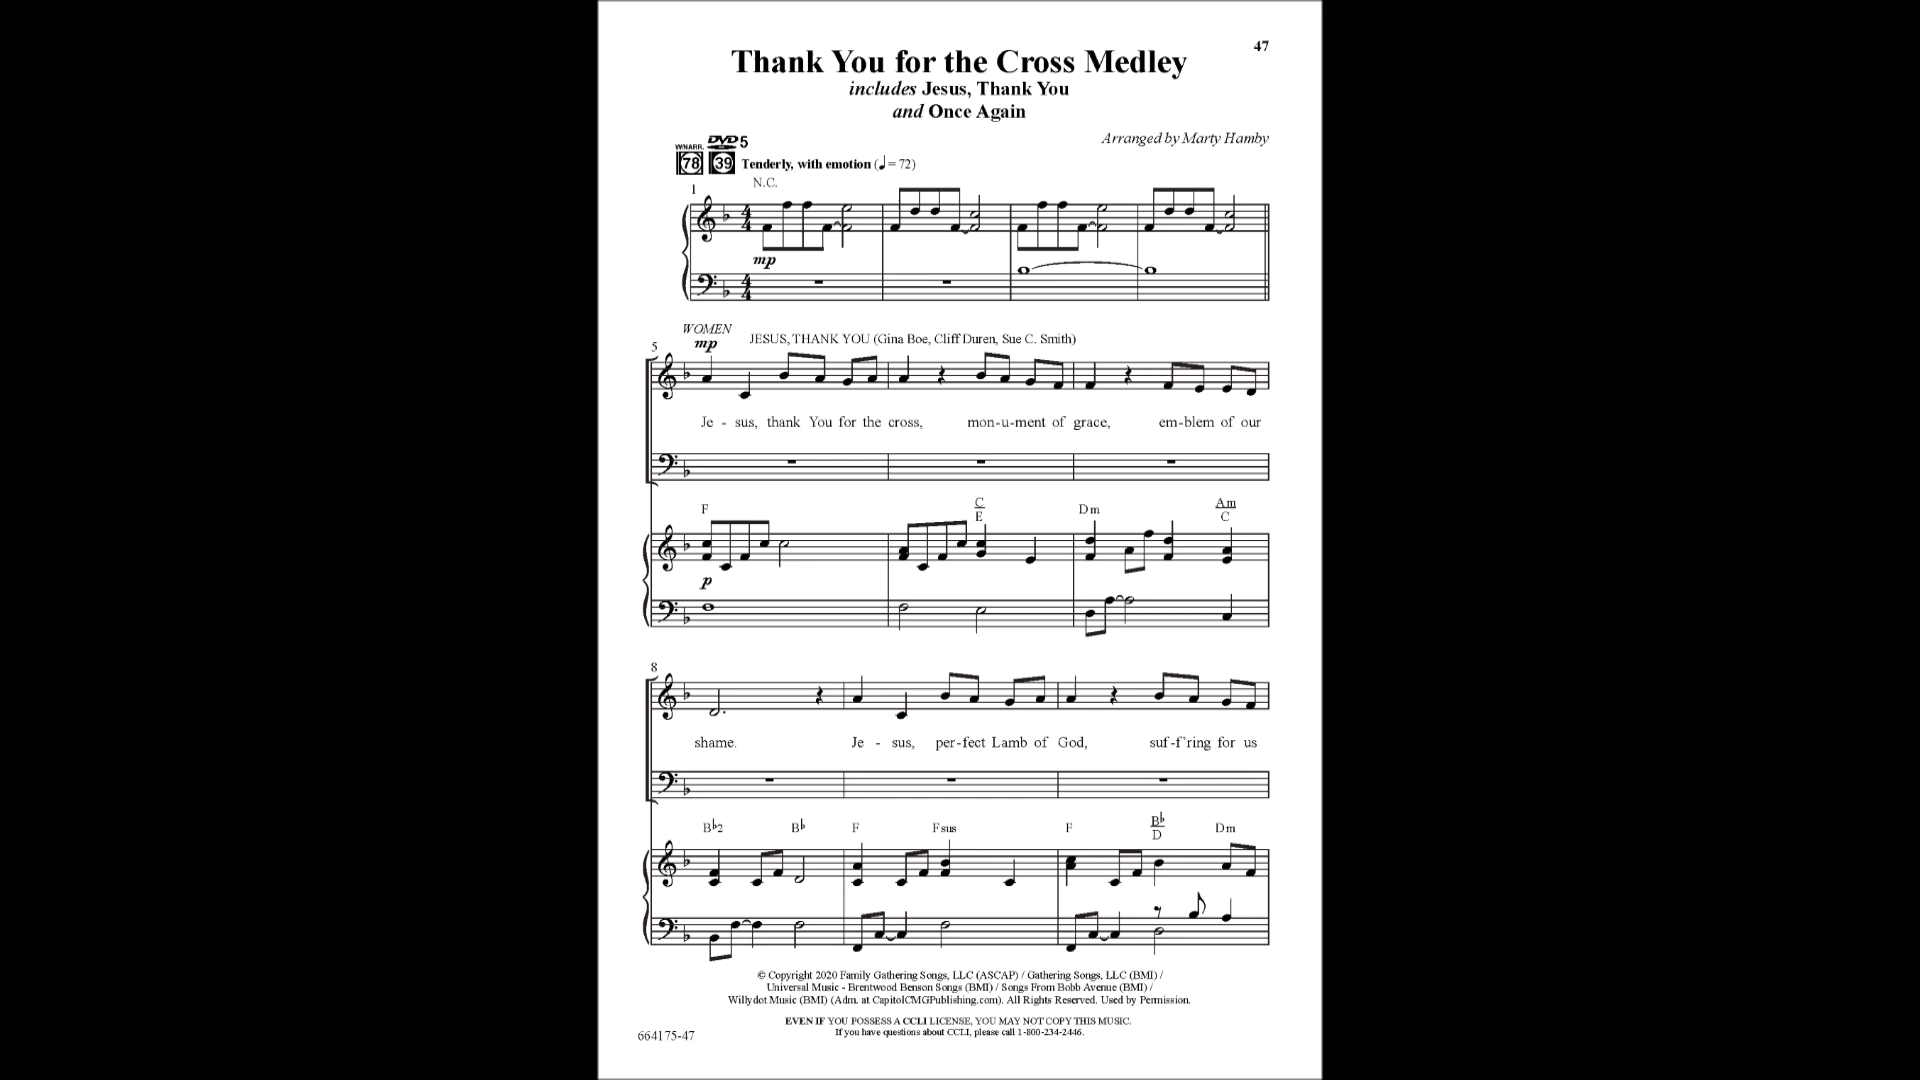 47
Thank You for the Cross Medley
includes Jesus, Thank You
and Once Again
Arranged by Marty Hamby
W/NARR. DVD 5
78 39 Tenderly, with emotion (♩ = 72)
N.C.
1
4 4
mp
4 4
WOMEN
mp JESUS, THANK YOU (Gina Boe, Cliff Duren, Sue C. Smith)
5
Je - sus, thank You for the cross, mon-u-ment of grace, em-blem of our
F C/E Dm Am/C
p
8
shame. Je - sus, per-fect Lamb of God, suf-f'ring for us
B♭2 B♭ F Fsus F B♭/D Dm
© Copyright 2020 Family Gathering Songs, LLC (ASCAP) / Gathering Songs, LLC (BMI) /
Universal Music - Brentwood Benson Songs (BMI) / Songs From Bobb Avenue (BMI) /
Willydot Music (BMI) (Adm. at CapitolCMGPublishing.com). All Rights Reserved. Used by Permission.
EVEN IF YOU POSSESS A CCLI LICENSE, YOU MAY NOT COPY THIS MUSIC.
If you have questions about CCLI, please call 1-800-234-2446.
664175-47